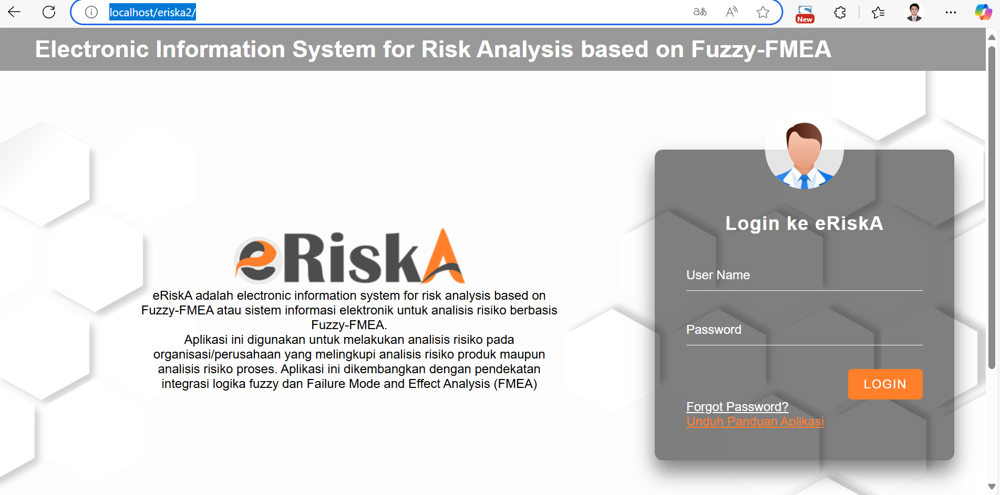 localhost/eriska2/
aあ
A
New
Electronic Information System for Risk Analysis based on Fuzzy-FMEA
eRiskA
eRiskA adalah electronic information system for risk analysis based on
Fuzzy-FMEA atau sistem informasi elektronik untuk analisis risiko berbasis
Fuzzy-FMEA.
Aplikasi ini digunakan untuk melakukan analisis risiko pada
organisasi/perusahaan yang melingkupi analisis risiko produk maupun
analisis risiko proses. Aplikasi ini dikembangkan dengan pendekatan
integrasi logika fuzzy dan Failure Mode and Effect Analysis (FMEA)
Login ke eRiskA
User Name
Password
LOGIN
Forgot Password?
Unduh Panduan Aplikasi